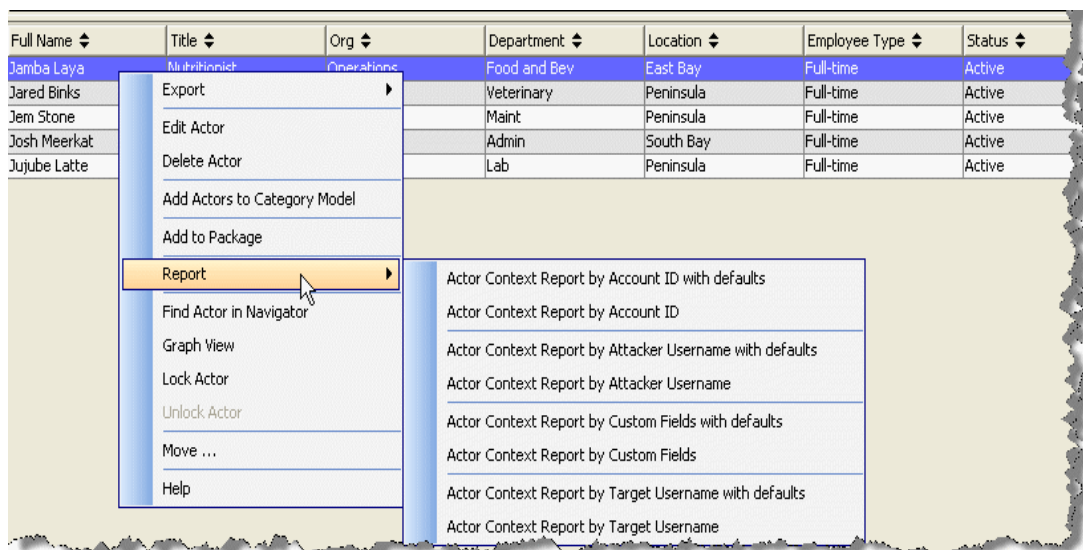 Full Name Title Org Department Location Employee Type Status
Jamba Laya Nutritionist Operations Food and Bev East Bay Full-time Active
Jared Binks Veterinary Peninsula Full-time Active
Jem Stone Maint Peninsula Full-time Active
Josh Meerkat Admin South Bay Full-time Active
Jujube Latte Lab Peninsula Full-time Active
Export
Edit Actor
Delete Actor
Add Actors to Category Model
Add to Package
Report
Find Actor in Navigator
Graph View
Lock Actor
Unlock Actor
Move ...
Help
Actor Context Report by Account ID with defaults
Actor Context Report by Account ID
Actor Context Report by Attacker Username with defaults
Actor Context Report by Attacker Username
Actor Context Report by Custom Fields with defaults
Actor Context Report by Custom Fields
Actor Context Report by Target Username with defaults
Actor Context Report by Target Username